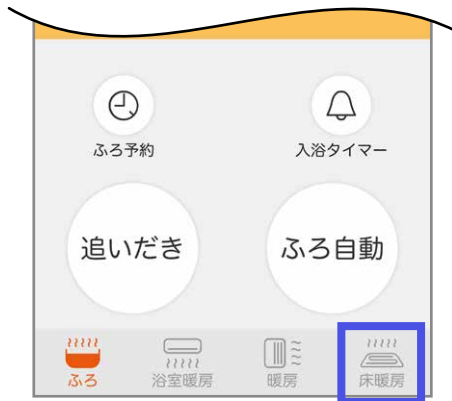 ふろ予約
入浴タイマー
追いだき
ふろ自動
ふろ
浴室暖房
暖房
床暖房